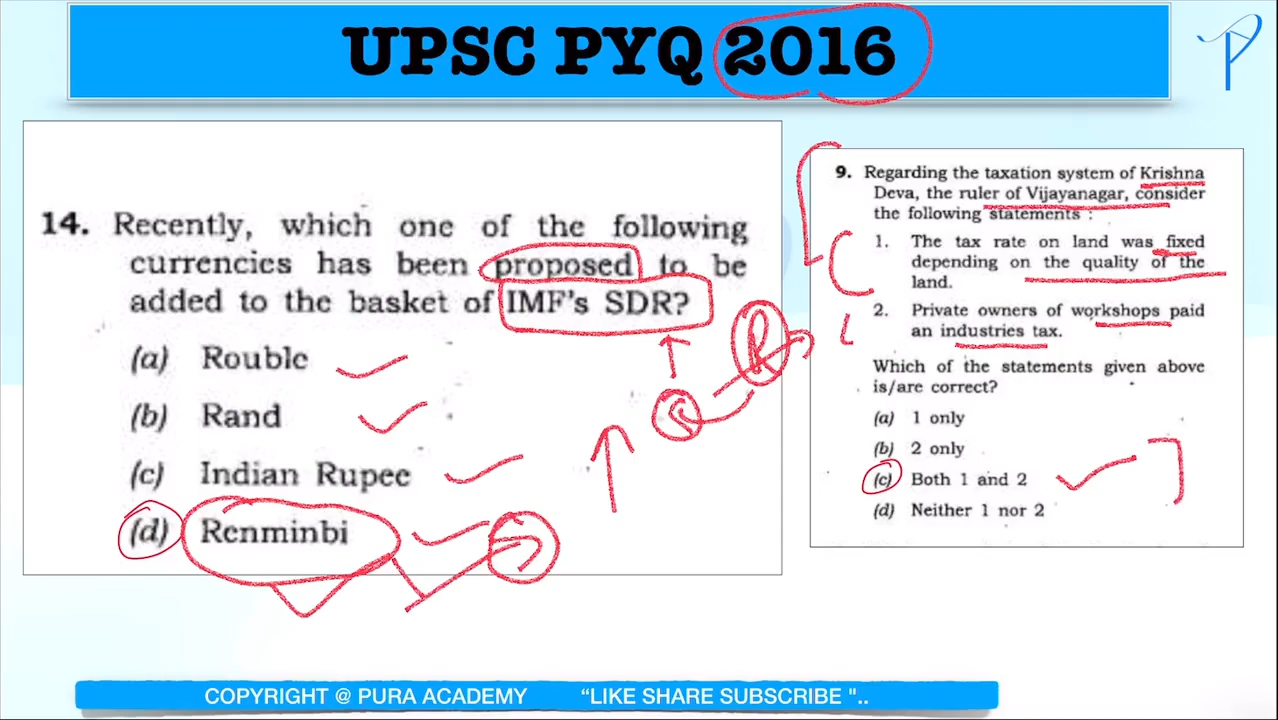 UPSC PYQ 2016
14. Recently, which one of the following
currencies has been proposed to be
added to the basket of IMF's SDR?
(a) Rouble
(b) Rand
(c) Indian Rupee
(d) Renminbi
9. Regarding the taxation system of Krishna
Deva, the ruler of Vijayanagar, consider
the following statements :
1. The tax rate on land was fixed
depending on the quality of the
land.
2. Private owners of workshops paid
an industries tax.
Which of the statements given above
is/are correct?
(a) 1 only
(b) 2 only
(c) Both 1 and 2
(d) Neither 1 nor 2
COPYRIGHT @ PURA ACADEMY "LIKE SHARE SUBSCRIBE "..